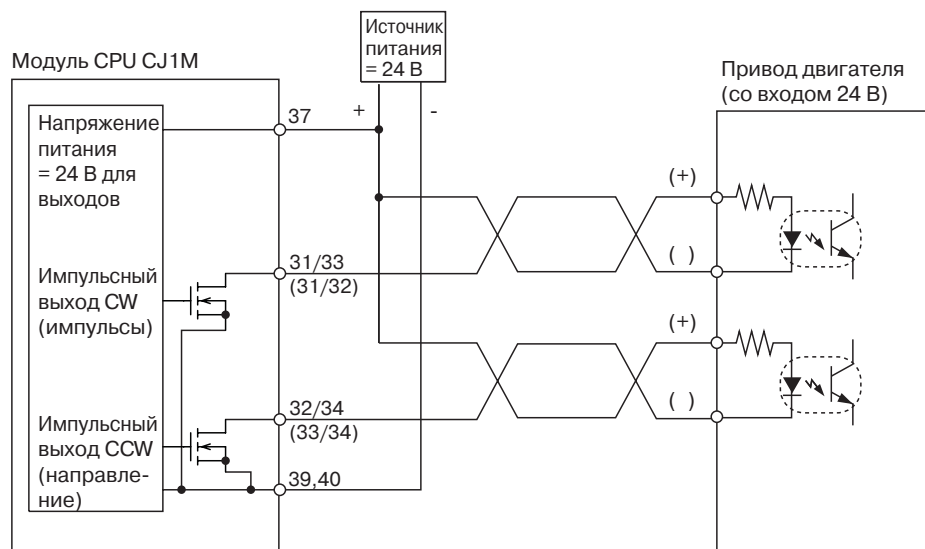 Источник
питания
= 24 В
Модуль CPU CJ1M
Привод двигателя
(со входом 24 В)
37
+
-
Напряжение
питания
= 24 В для
выходов
(+)
( )
31/33
(31/32)
Импульсный
выход CW
(импульсы)
(+)
( )
32/34
(33/34)
Импульсный
выход CCW
(направле-
ние)
39,40